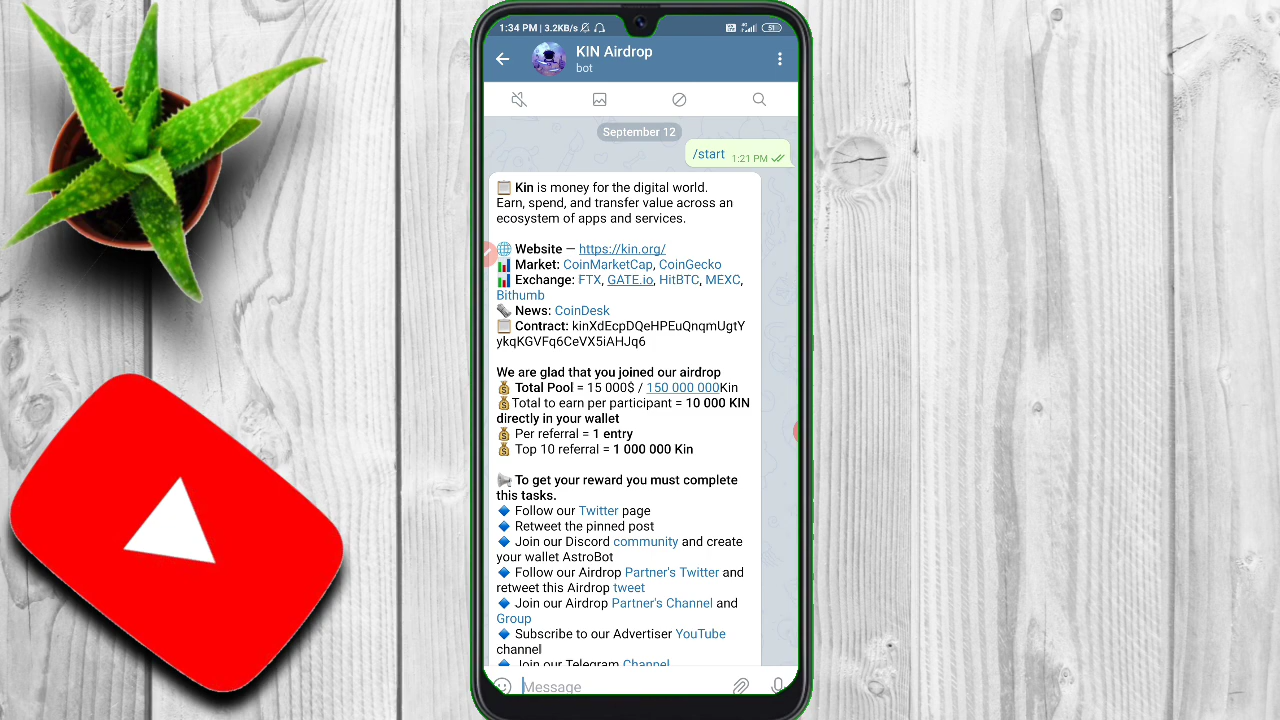 1:34 PM | 3.2KB/s
51
KIN Airdrop
bot
September 12
/start 1:21 PM
Kin is money for the digital world.
Earn, spend, and transfer value across an
ecosystem of apps and services.
Website — https://kin.org/
Market: CoinMarketCap, CoinGecko
Exchange: FTX, GATE.io, HitBTC, MEXC,
Bithumb
News: CoinDesk
Contract: kinXdEcpDQeHPEuQnqmUgtY
ykqKGVFq6CeVX5iAHJq6
We are glad that you joined our airdrop
Total Pool = 15 000$ / 150 000 000Kin
Total to earn per participant = 10 000 KIN
directly in your wallet
Per referral = 1 entry
Top 10 referral = 1 000 000 Kin
To get your reward you must complete
this tasks.
Follow our Twitter page
Retweet the pinned post
Join our Discord community and create
your wallet AstroBot
Follow our Airdrop Partner's Twitter and
retweet this Airdrop tweet
Join our Airdrop Partner's Channel and
Group
Subscribe to our Advertiser YouTube
channel
Join our Telegram Channel
Message